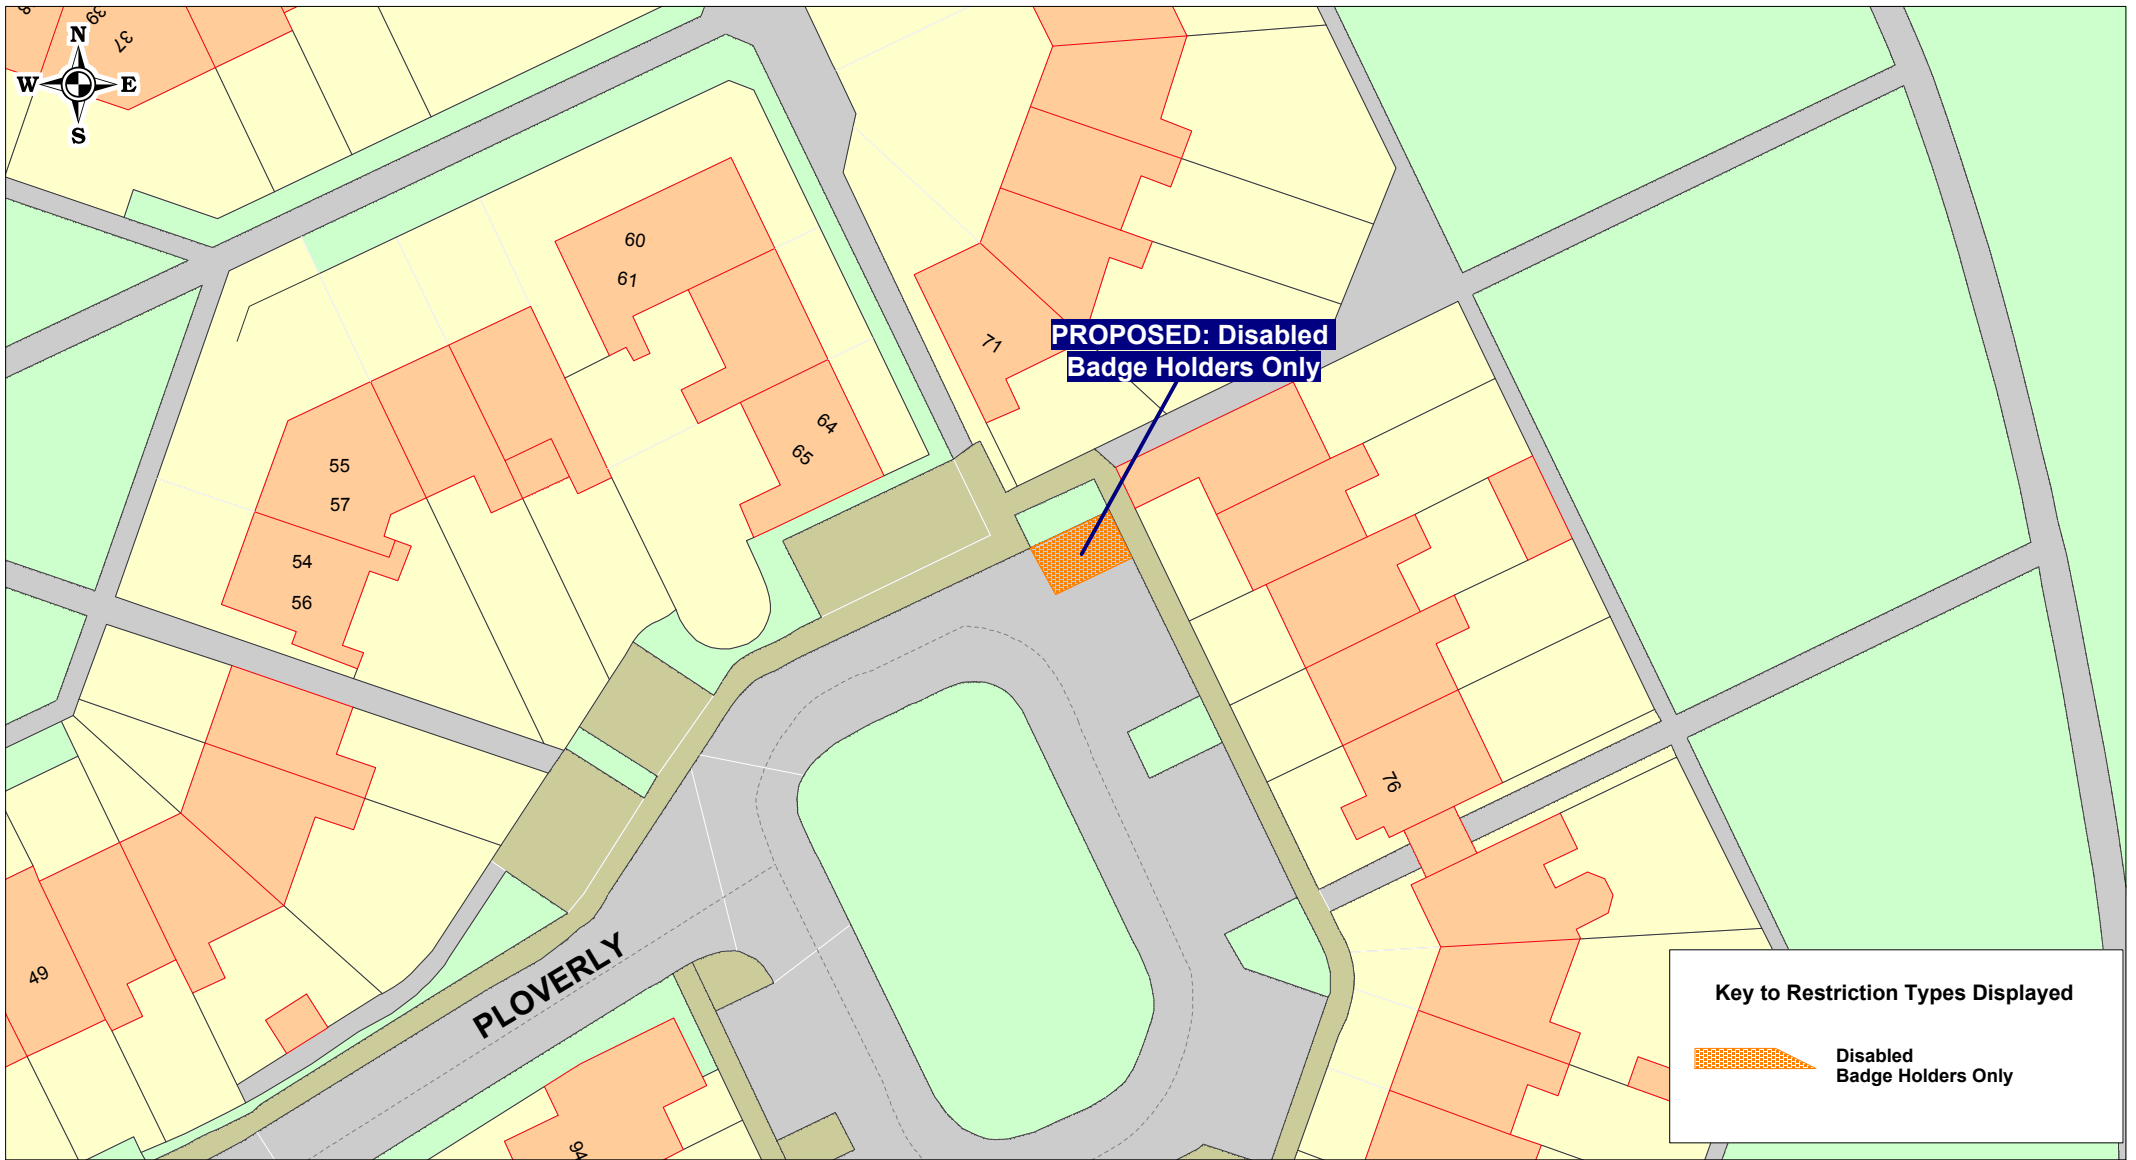 39
37
N
W E
S
60
61
71
PROPOSED: Disabled
Badge Holders Only
64
65
55
57
54
56
76
49
PLOVERLY
94
Key to Restriction Types Displayed
Disabled
Badge Holders Only